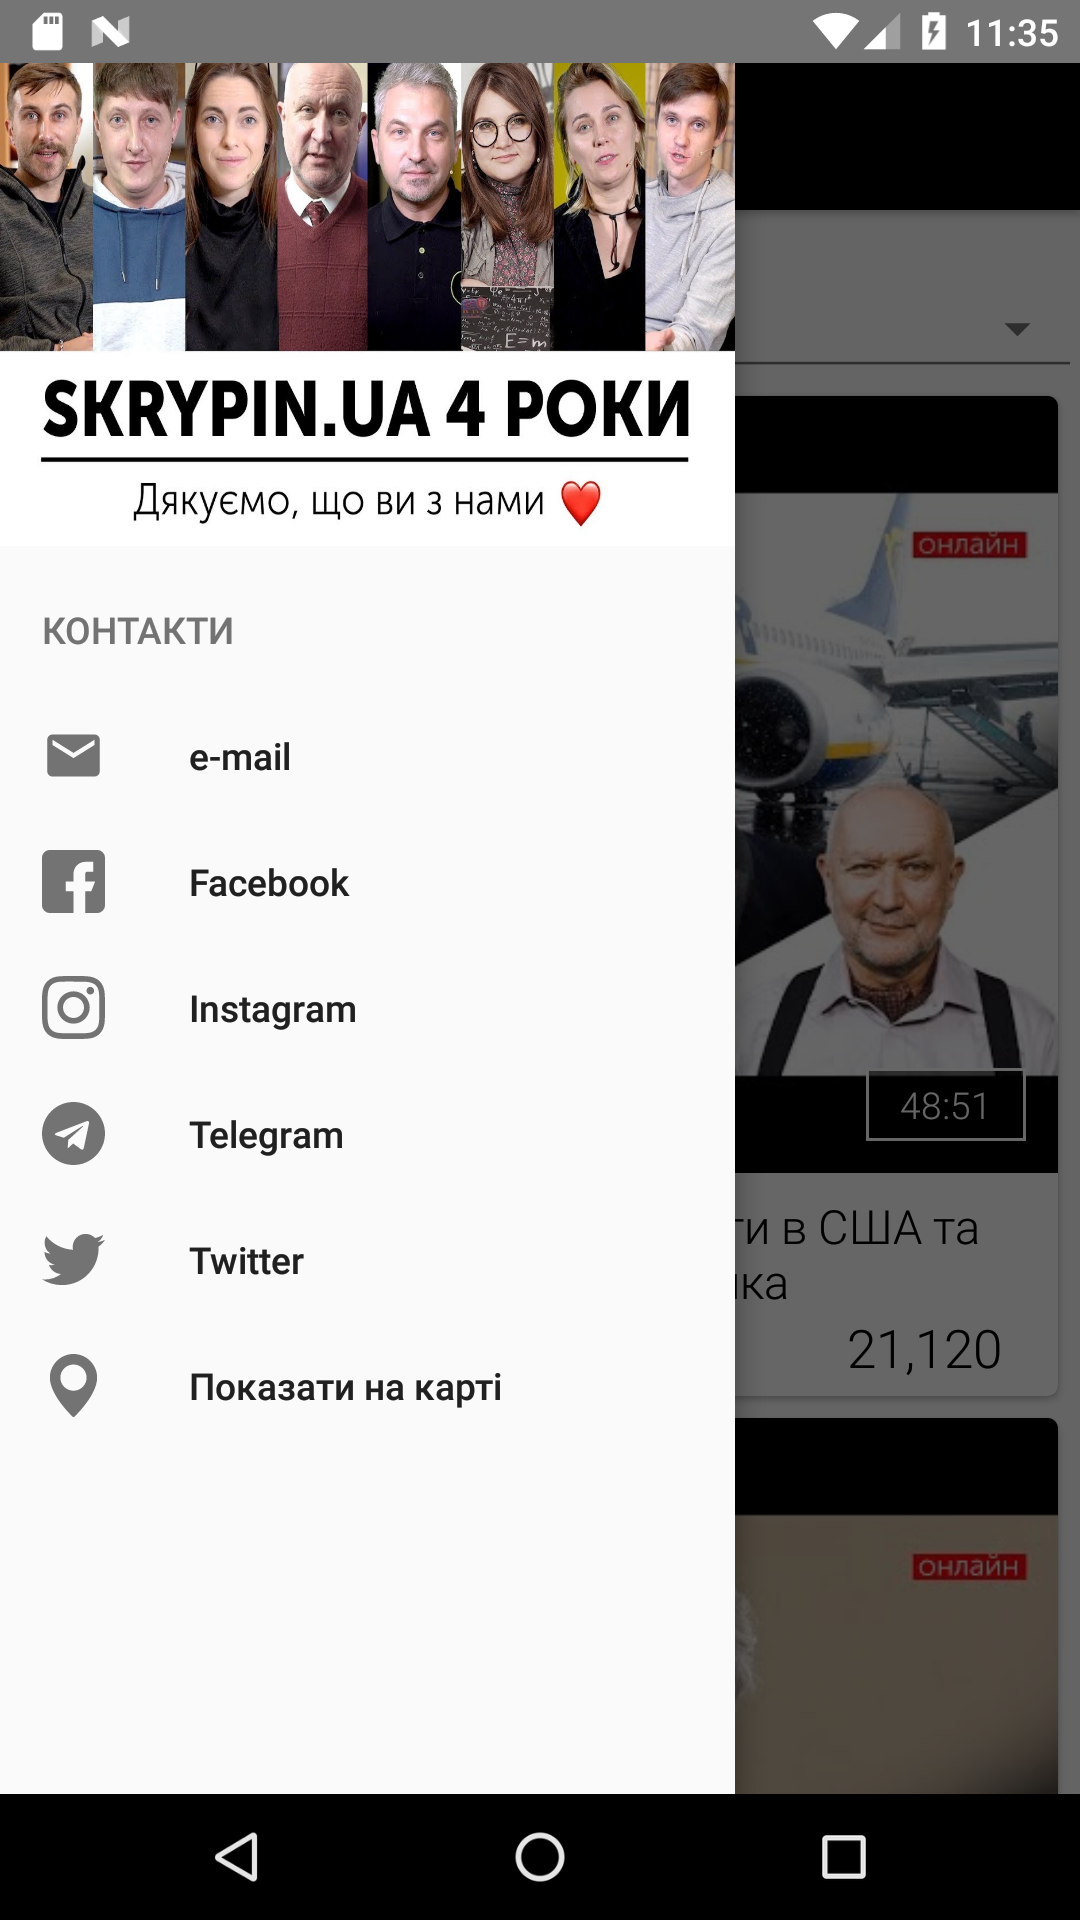 11:35
SKRYPIN.UA 4 РОКИ
Дякуємо, що ви з нами ❤️
КОНТАКТИ
e-mail
Facebook
Instagram
Telegram
Twitter
Показати на карті
ОНЛАЙН
48:51
ти в США та
ка
21,120
ОНЛАЙН